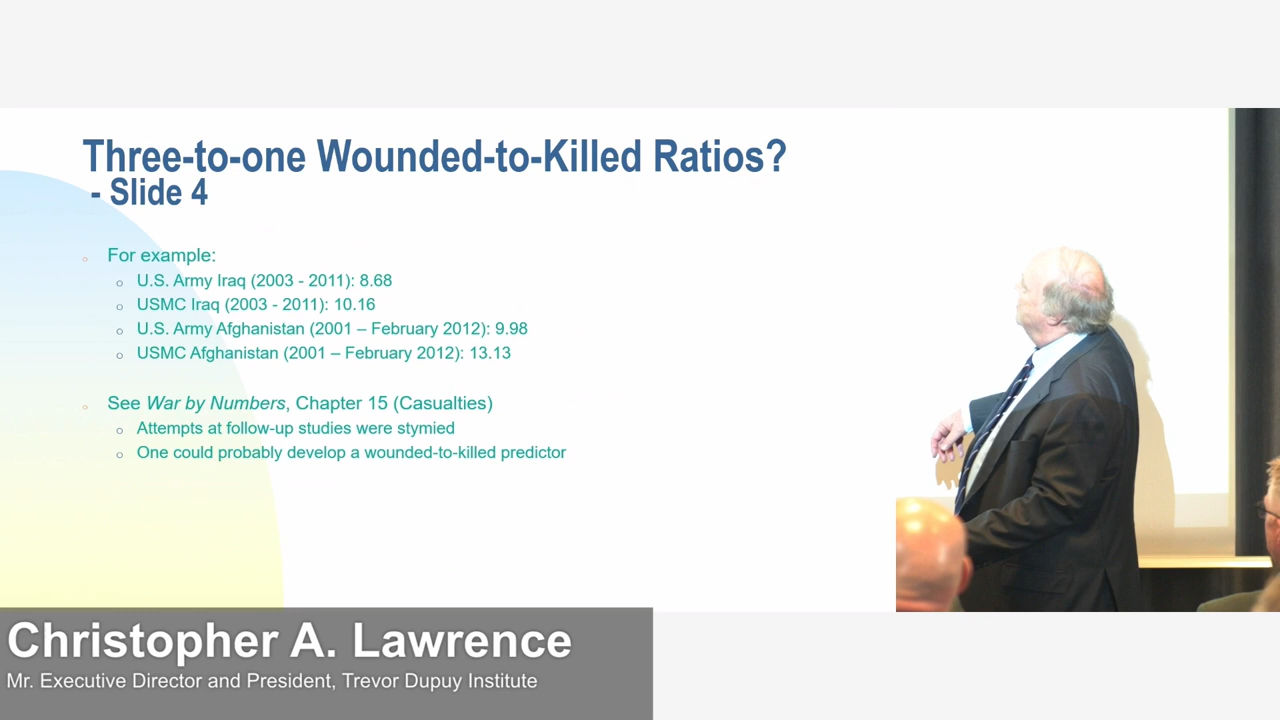 Three-to-one Wounded-to-Killed Ratios?
- Slide 4
For example:
U.S. Army Iraq (2003 - 2011): 8.68
USMC Iraq (2003 - 2011): 10.16
U.S. Army Afghanistan (2001 – February 2012): 9.98
USMC Afghanistan (2001 – February 2012): 13.13
See War by Numbers, Chapter 15 (Casualties)
Attempts at follow-up studies were stymied
One could probably develop a wounded-to-killed predictor
Christopher A. Lawrence
Mr. Executive Director and President, Trevor Dupuy Institute